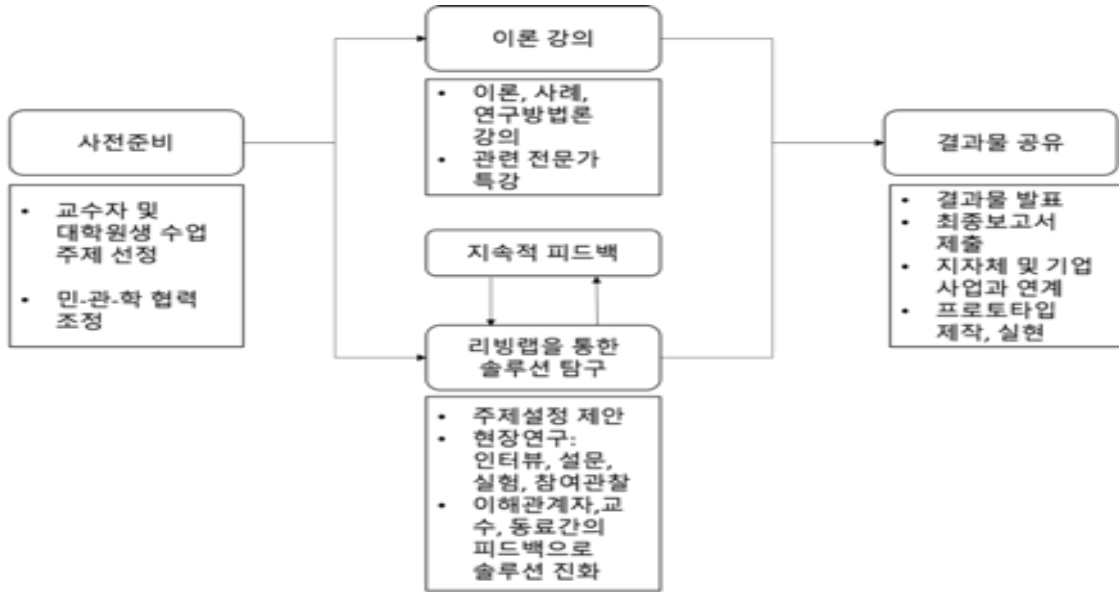 사전준비
• 교수자 및
대학원생 수업
주제 선정
• 민-관-학 협력
조정
이론 강의
• 이론, 사례,
연구방법론
강의
• 관련 전문가
특강
지속적 피드백
리빙랩을 통한
솔루션 탐구
• 주제설정 제안
• 현장연구:
인터뷰, 설문,
실험, 참여관찰
• 이해관계자,교
수, 동료간의
피드백으로
솔루션 진화
결과물 공유
• 결과물 발표
• 최종보고서
제출
• 지자체 및 기업
사업과 연계
• 프로토타입
제작, 실현